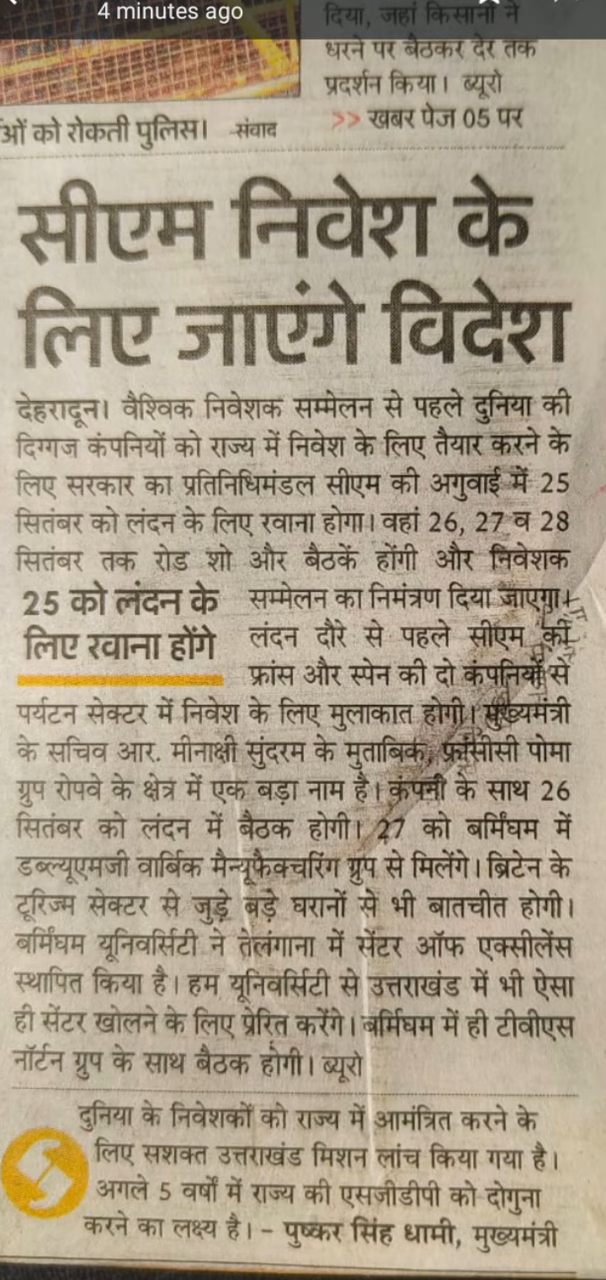 4 minutes ago
दिया, जहां किसानों ने
धरने पर बैठकर देर तक
प्रदर्शन किया। ब्यूरो
>> खबर पेज 05 पर
ओं को रोकती पुलिस। -संवाद
सीएम निवेश के
लिए जाएंगे विदेश
देहरादून। वैश्विक निवेशक सम्मेलन से पहले दुनिया की
दिग्गज कंपनियों को राज्य में निवेश के लिए तैयार करने के
लिए सरकार का प्रतिनिधिमंडल सीएम की अगुवाई में 25
सितंबर को लंदन के लिए रवाना होगा। वहां 26, 27 व 28
सितंबर तक रोड शो और बैठकें होंगी और निवेशक
25 को लंदन के
लिए रवाना होंगे
सम्मेलन का निमंत्रण दिया जाएगा।
लंदन दौरे से पहले सीएम की
फ्रांस और स्पेन की दो कंपनियों से
पर्यटन सेक्टर में निवेश के लिए मुलाकात होगी। मुख्यमंत्री
के सचिव आर. मीनाक्षी सुंदरम के मुताबिक, फ्रांसीसी पोमा
ग्रुप रोपवे के क्षेत्र में एक बड़ा नाम है। कंपनी के साथ 26
सितंबर को लंदन में बैठक होगी। 27 को बर्मिंघम में
डब्ल्यूएमजी वार्बिक मैन्यूफैक्चरिंग ग्रुप से मिलेंगे। ब्रिटेन के
टूरिज्म सेक्टर से जुड़े बड़े घरानों से भी बातचीत होगी।
बर्मिंघम यूनिवर्सिटी ने तेलंगाना में सेंटर ऑफ एक्सीलेंस
स्थापित किया है। हम यूनिवर्सिटी से उत्तराखंड में भी ऐसा
ही सेंटर खोलने के लिए प्रेरित करेंगे। बर्मिंघम में ही टीवीएस
नॉर्टन ग्रुप के साथ बैठक होगी। ब्यूरो
दुनिया के निवेशकों को राज्य में आमंत्रित करने के
लिए सशक्त उत्तराखंड मिशन लांच किया गया है।
अगले 5 वर्षों में राज्य की एसजीडीपी को दोगुना
करने का लक्ष्य है। - पुष्कर सिंह धामी, मुख्यमंत्री